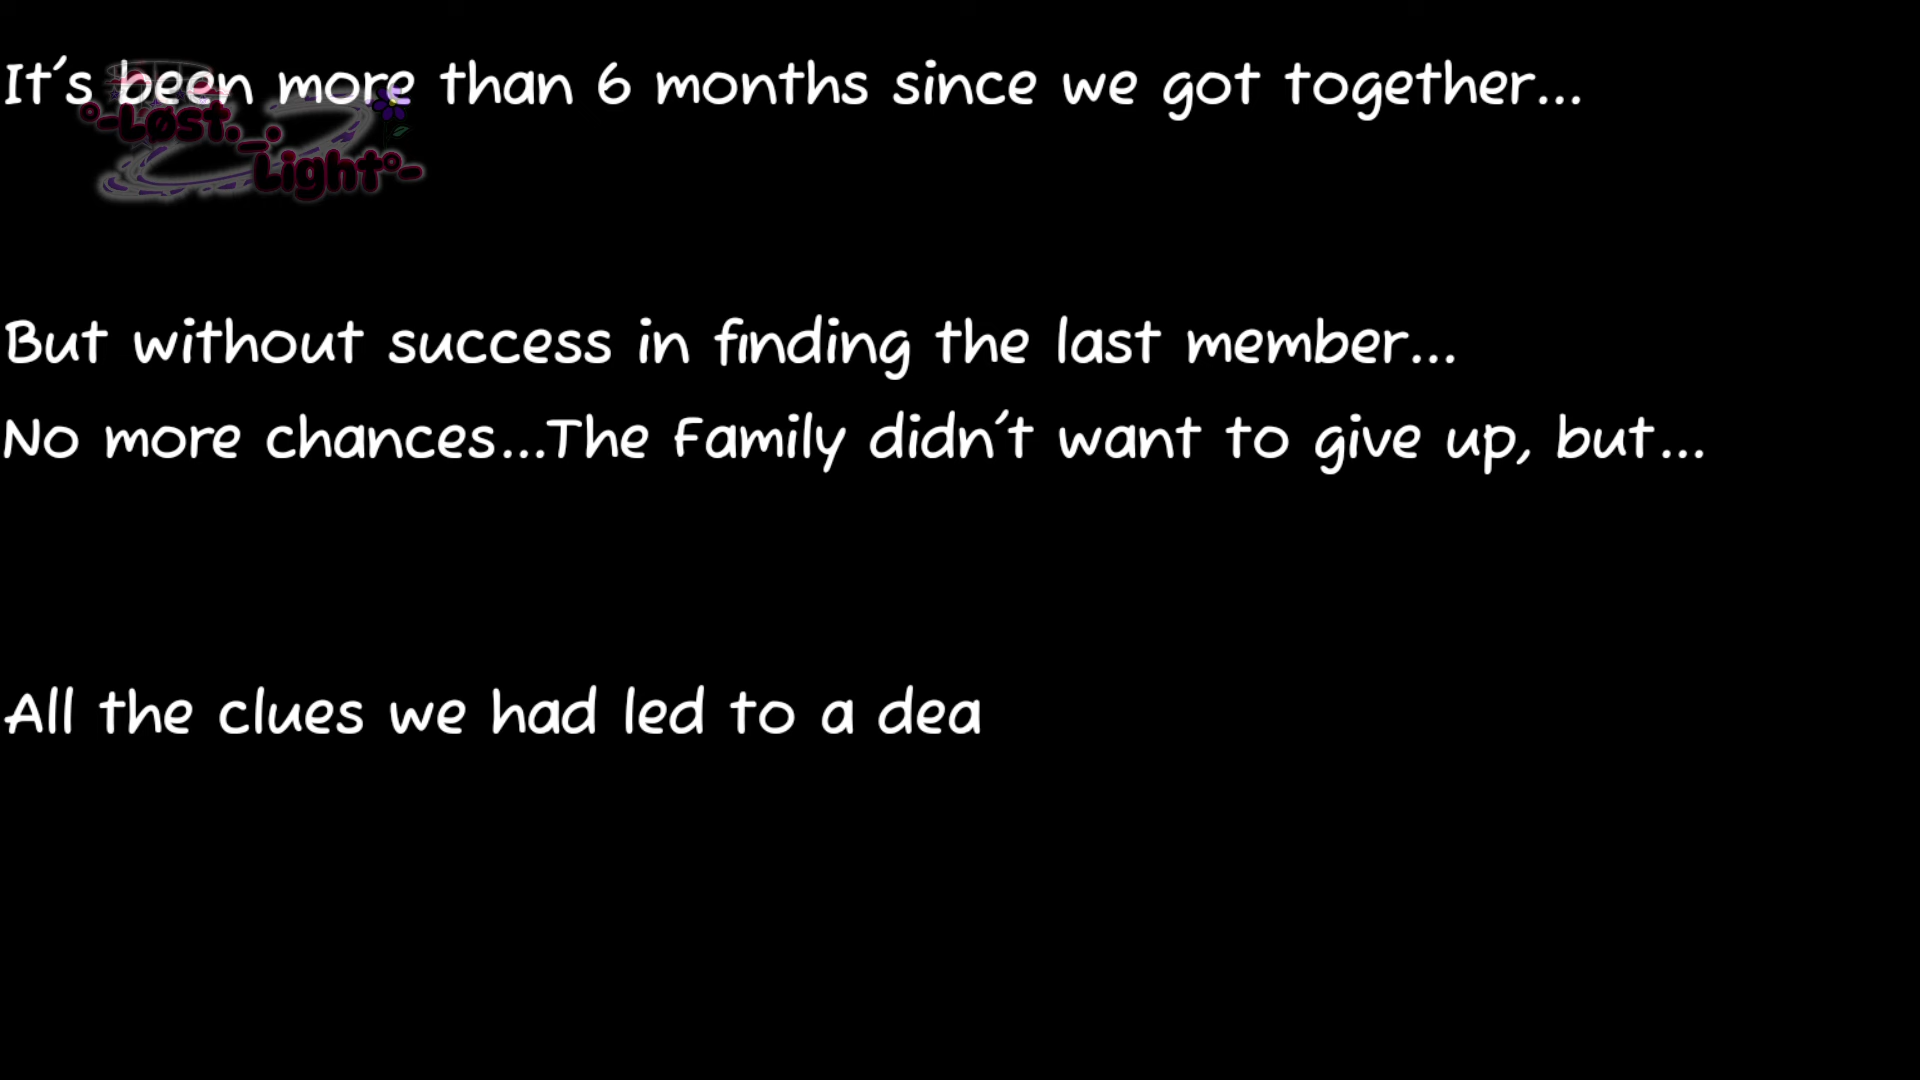 It's been more than 6 months since we got together...
°-Løst._.
Light°-
But without success in finding the last member...
No more chances...The Family didn't want to give up, but...
All the clues we had led to a dea